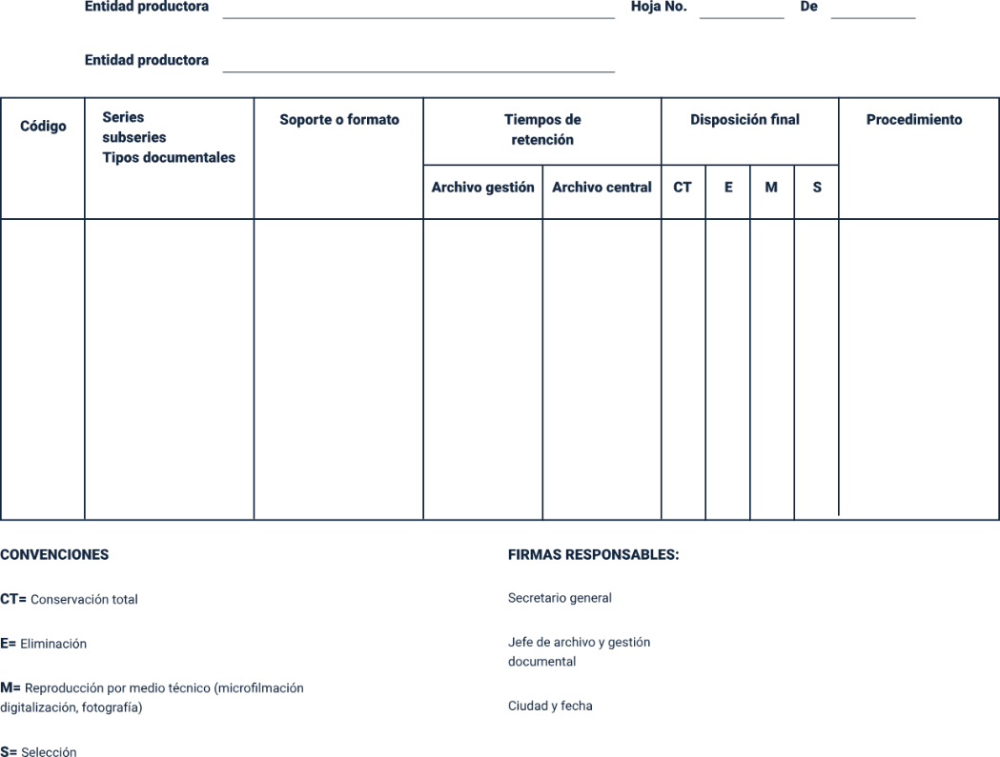 Entidad productora Hoja No. De
Entidad productora
Código
Series
subseries
Tipos documentales
Soporte o formato
Tiempos de
retención
Disposición final
Procedimiento
Archivo gestión Archivo central CT E M S
CONVENCIONES
CT= Conservación total
E= Eliminación
M= Reproducción por medio técnico (microfilmación
digitalización, fotografía)
S= Selección
FIRMAS RESPONSABLES:
Secretario general
Jefe de archivo y gestión
documental
Ciudad y fecha